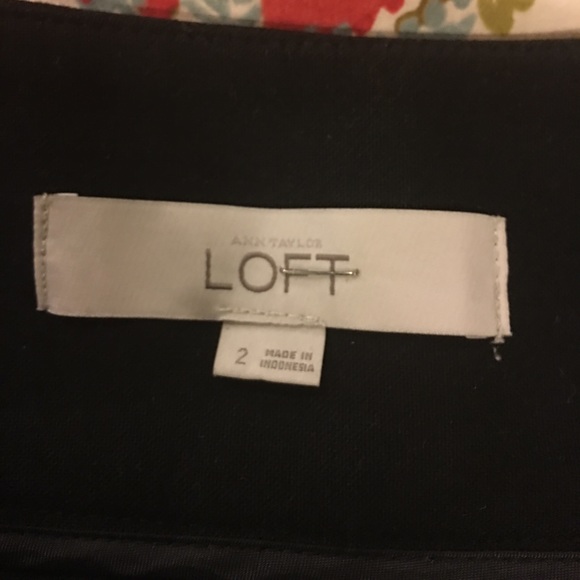 ANN TAYLOR
LOFT
2
MADE IN
INDONESIA